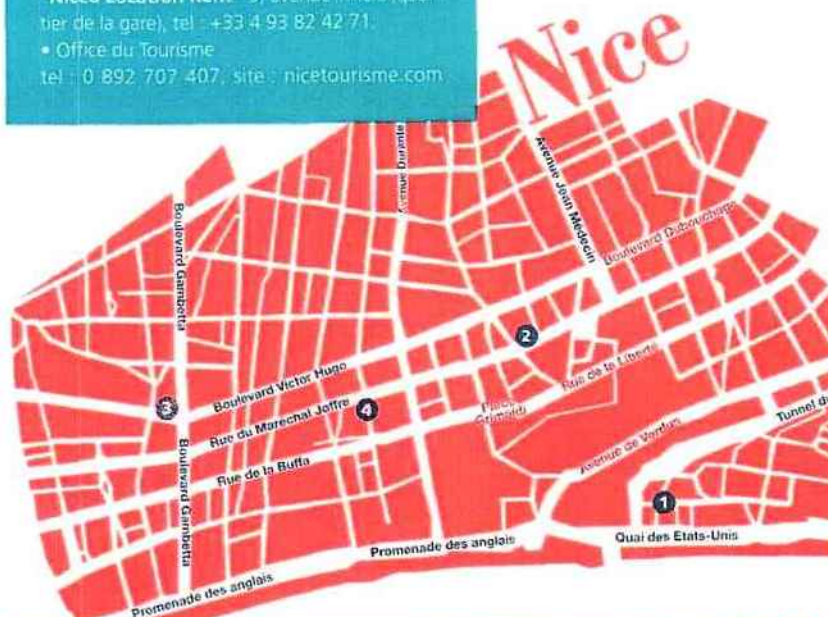 tier de la gare), tel : +33 4 93 82 42 71.
• Office du Tourisme
tel : 0 892 707 407, site : nicetourisme.com
Nice
Avenue Durante
Avenue Jean Médecin
Boulevard Gambetta
Boulevard Dubouchage
2
Boulevard Victor Hugo
Rue de la Liberté
3
4
Rue du Marechal Joffre
Grimaldi
Boulevard Gambetta
Rue de la Buffa
Avenue de Verdun
Tunnel du
1
Promenade des anglais
Quai des Etats-Unis
Promenade des anglais